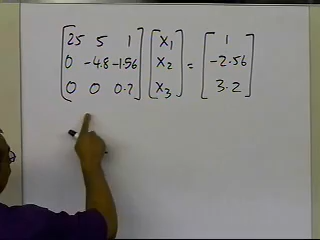 [25 5 1] [x₁] = [1]
[0 -4.8 -1.56] [x₂] = [-2.56]
[0 0 0.7] [x₃] = [3.2]